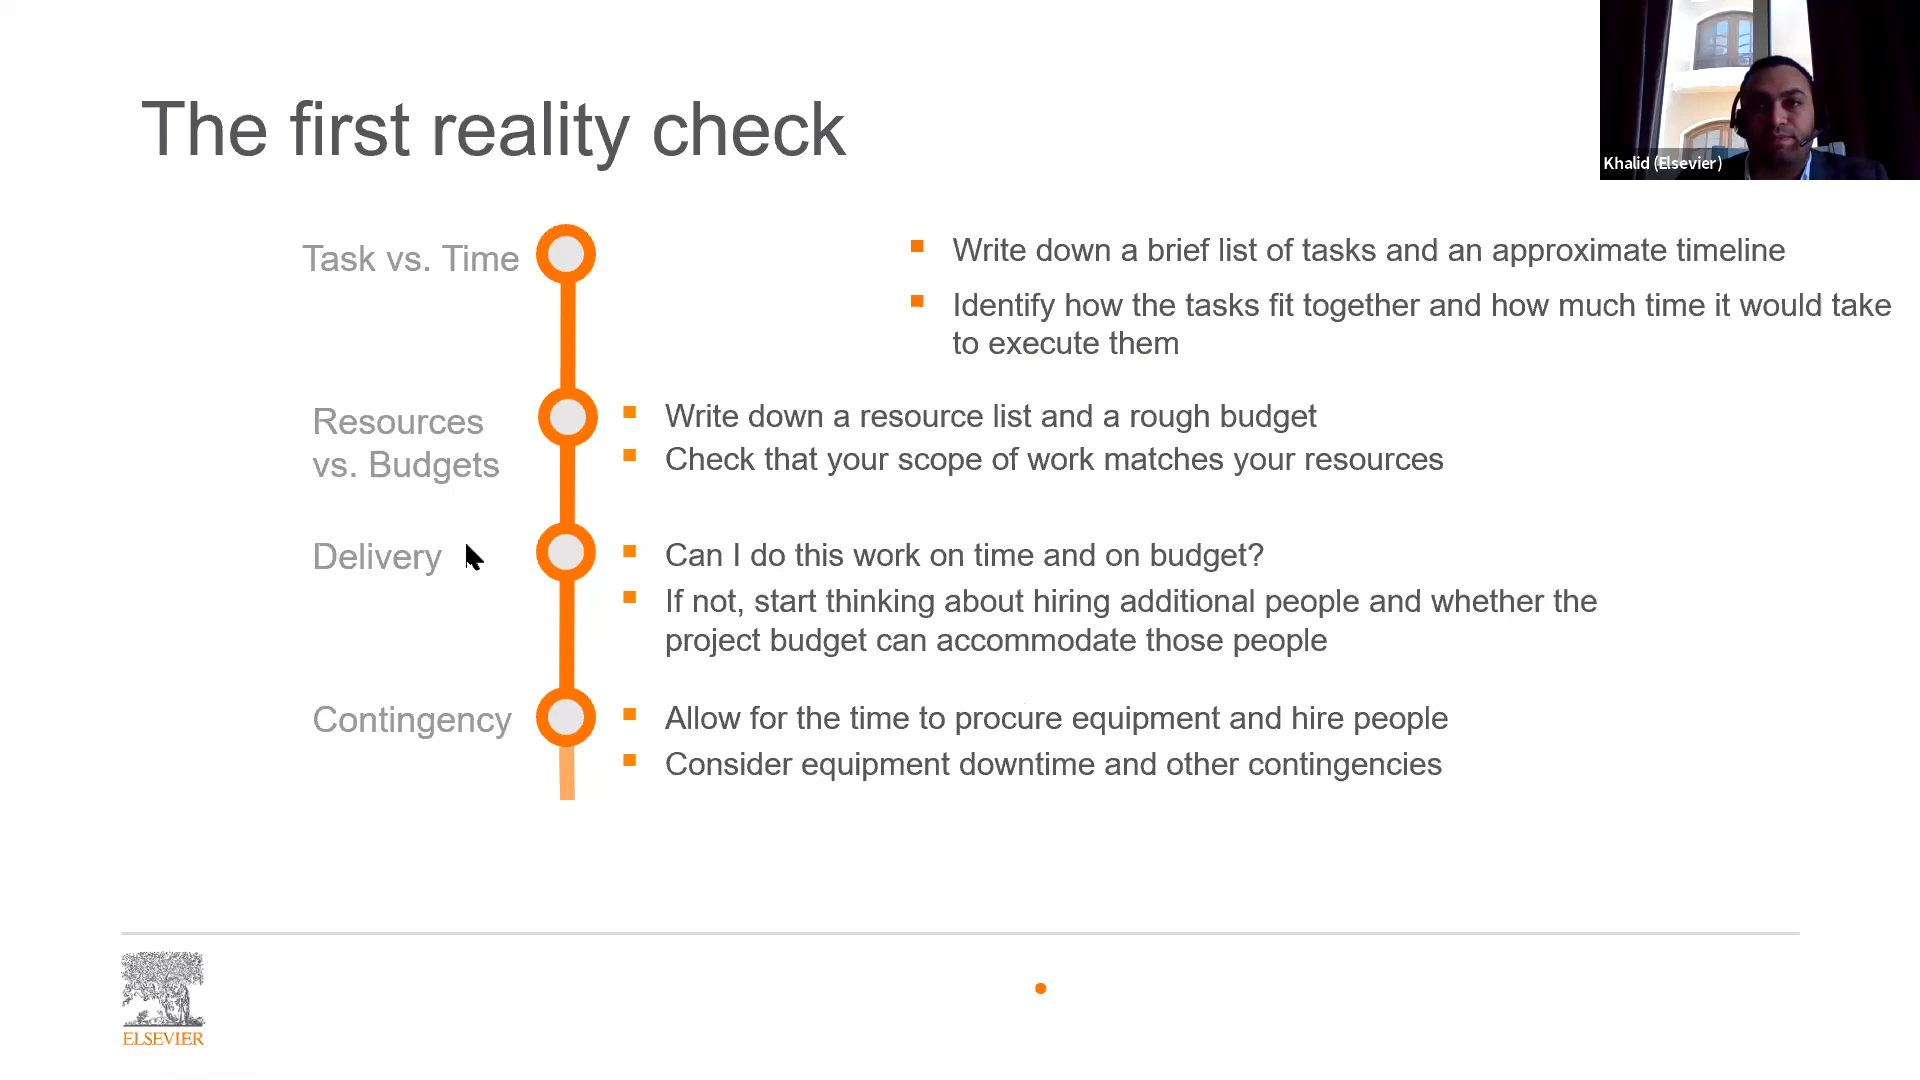 The first reality check
Khalid (Elsevier)
Task vs. Time
Write down a brief list of tasks and an approximate timeline
Identify how the tasks fit together and how much time it would take
to execute them
Resources
vs. Budgets
Write down a resource list and a rough budget
Check that your scope of work matches your resources
Delivery
Can I do this work on time and on budget?
If not, start thinking about hiring additional people and whether the
project budget can accommodate those people
Contingency
Allow for the time to procure equipment and hire people
Consider equipment downtime and other contingencies
ELSEVIER